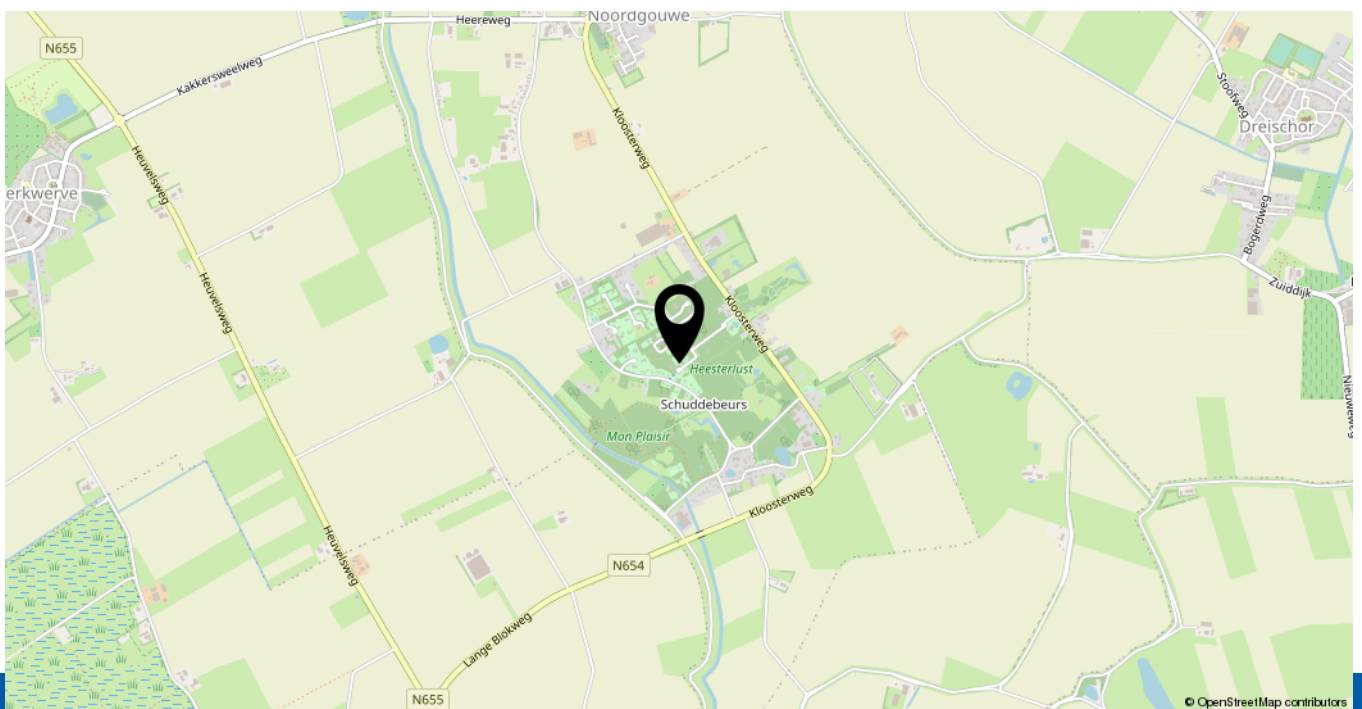 Noordgouwe
Heereweg
N655
Kakkersweelweg
Stoofweg
Kloosterweg
Dreischor
Heuvelsweg
erkwerve
Bogerdweg
Heuvelsweg
Zuiddijk
Kloosterweg
Heesterlust
Schuddebeurs
Nieuweweg
Mon Plaisir
Kloosterweg
Heuvelsweg
N654
Lange Blokweg
N655
© OpenStreetMap contributors